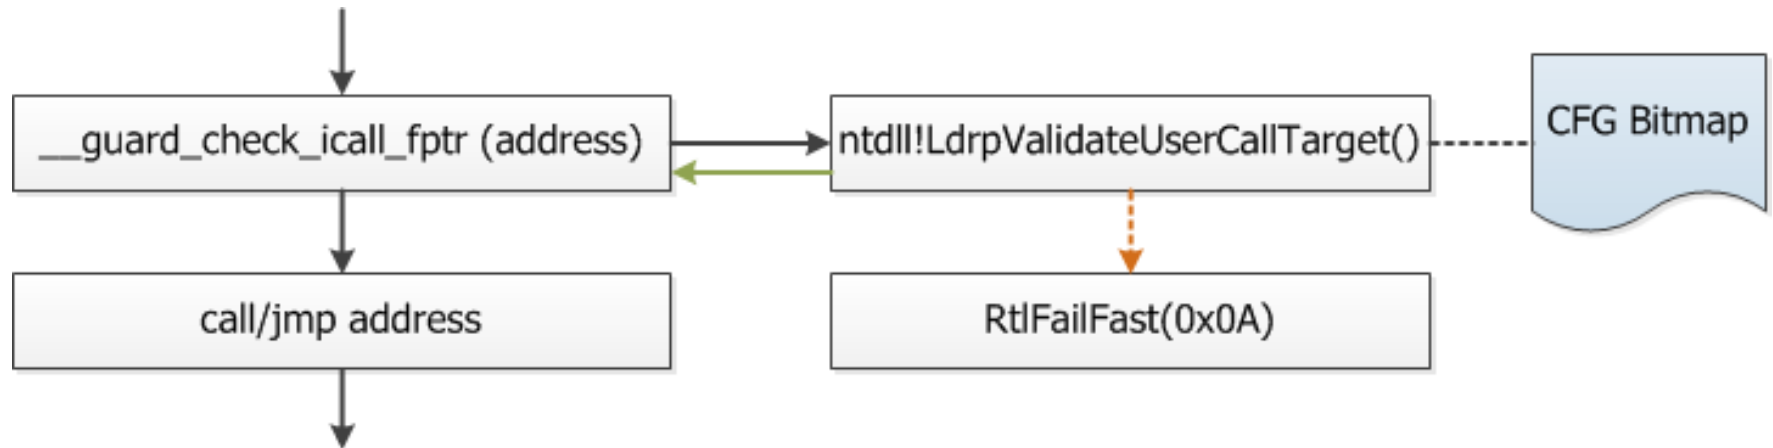 __guard_check_icall_fptr (address)
ntdll!LdrpValidateUserCallTarget()
CFG Bitmap
call/jmp address
RtlFailFast(0x0A)